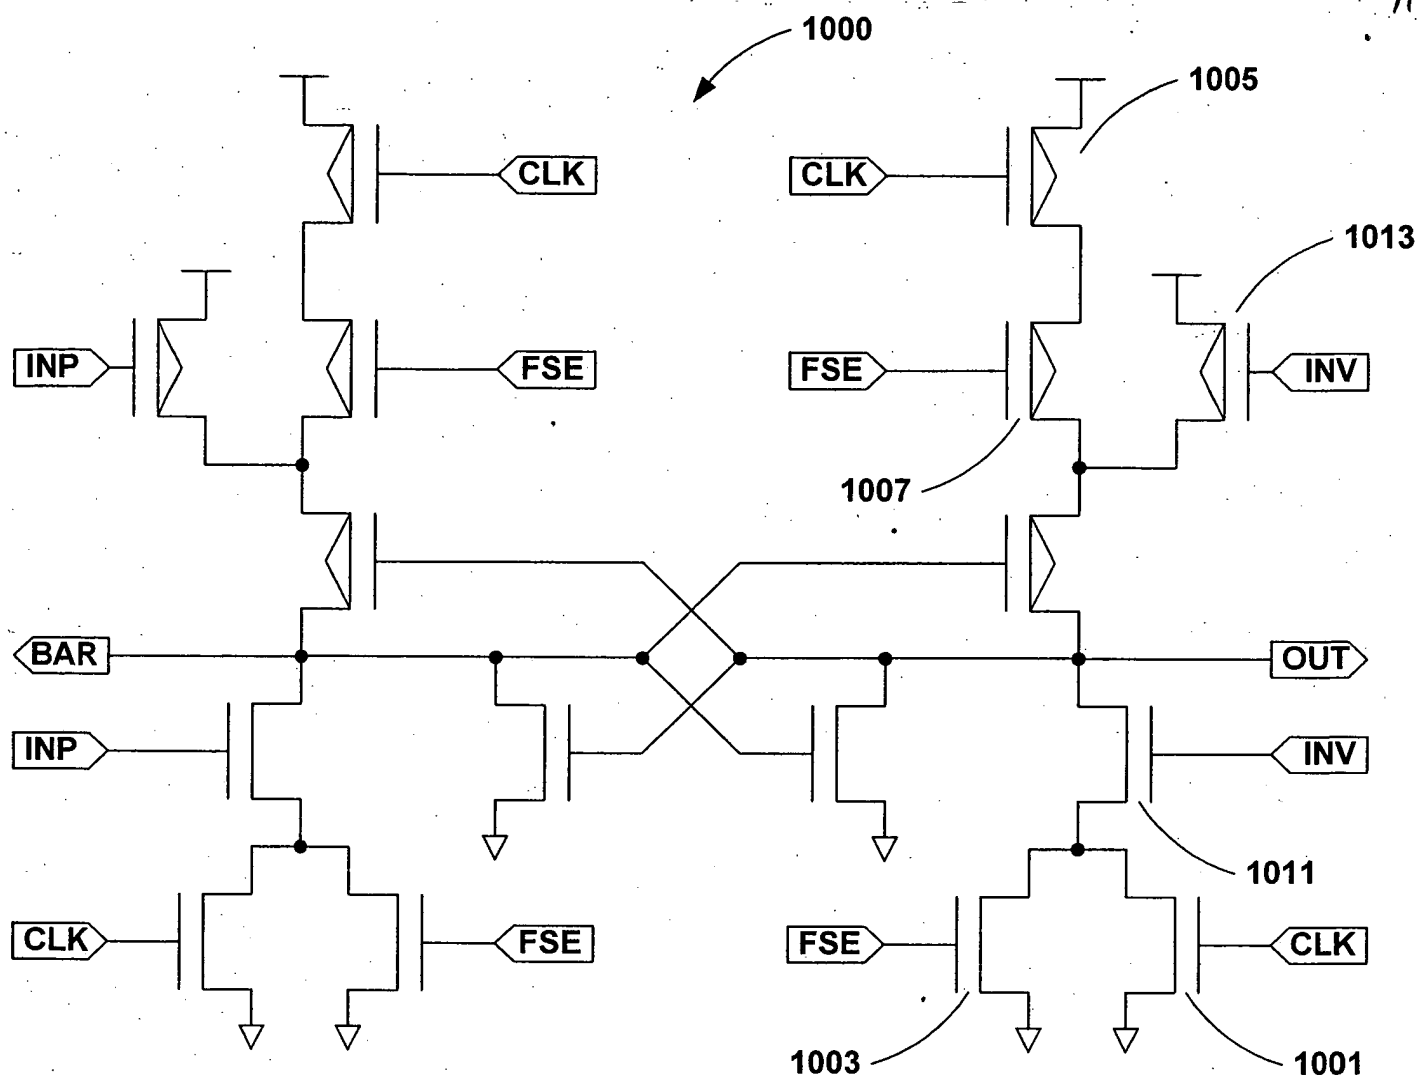 1000
1005
CLK
CLK
1013
INP
FSE
FSE
INV
1007
BAR
OUT
INP
INV
1011
CLK
FSE
FSE
CLK
1003
1001